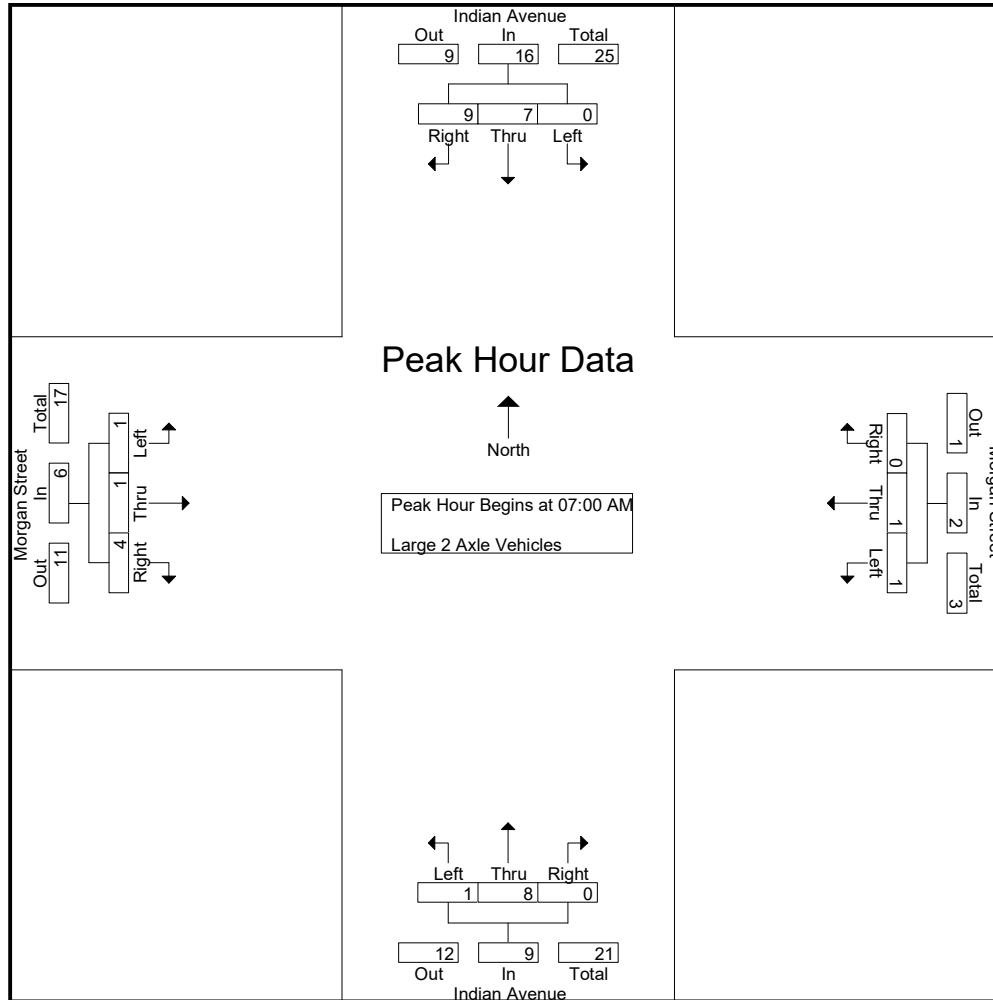 Indian Avenue
Out In Total
9 16 25
9 7 0
Right Thru Left
Peak Hour Data
North
Peak Hour Begins at 07:00 AM
Large 2 Axle Vehicles
Morgan Street
Total In Out
17 6 11
1 1 4
Left Thru Right
Right Thru Left
0 1 1
Out In Total
1 2 3
Left Thru Right
1 8 0
12 9 21
Out In Total
Indian Avenue